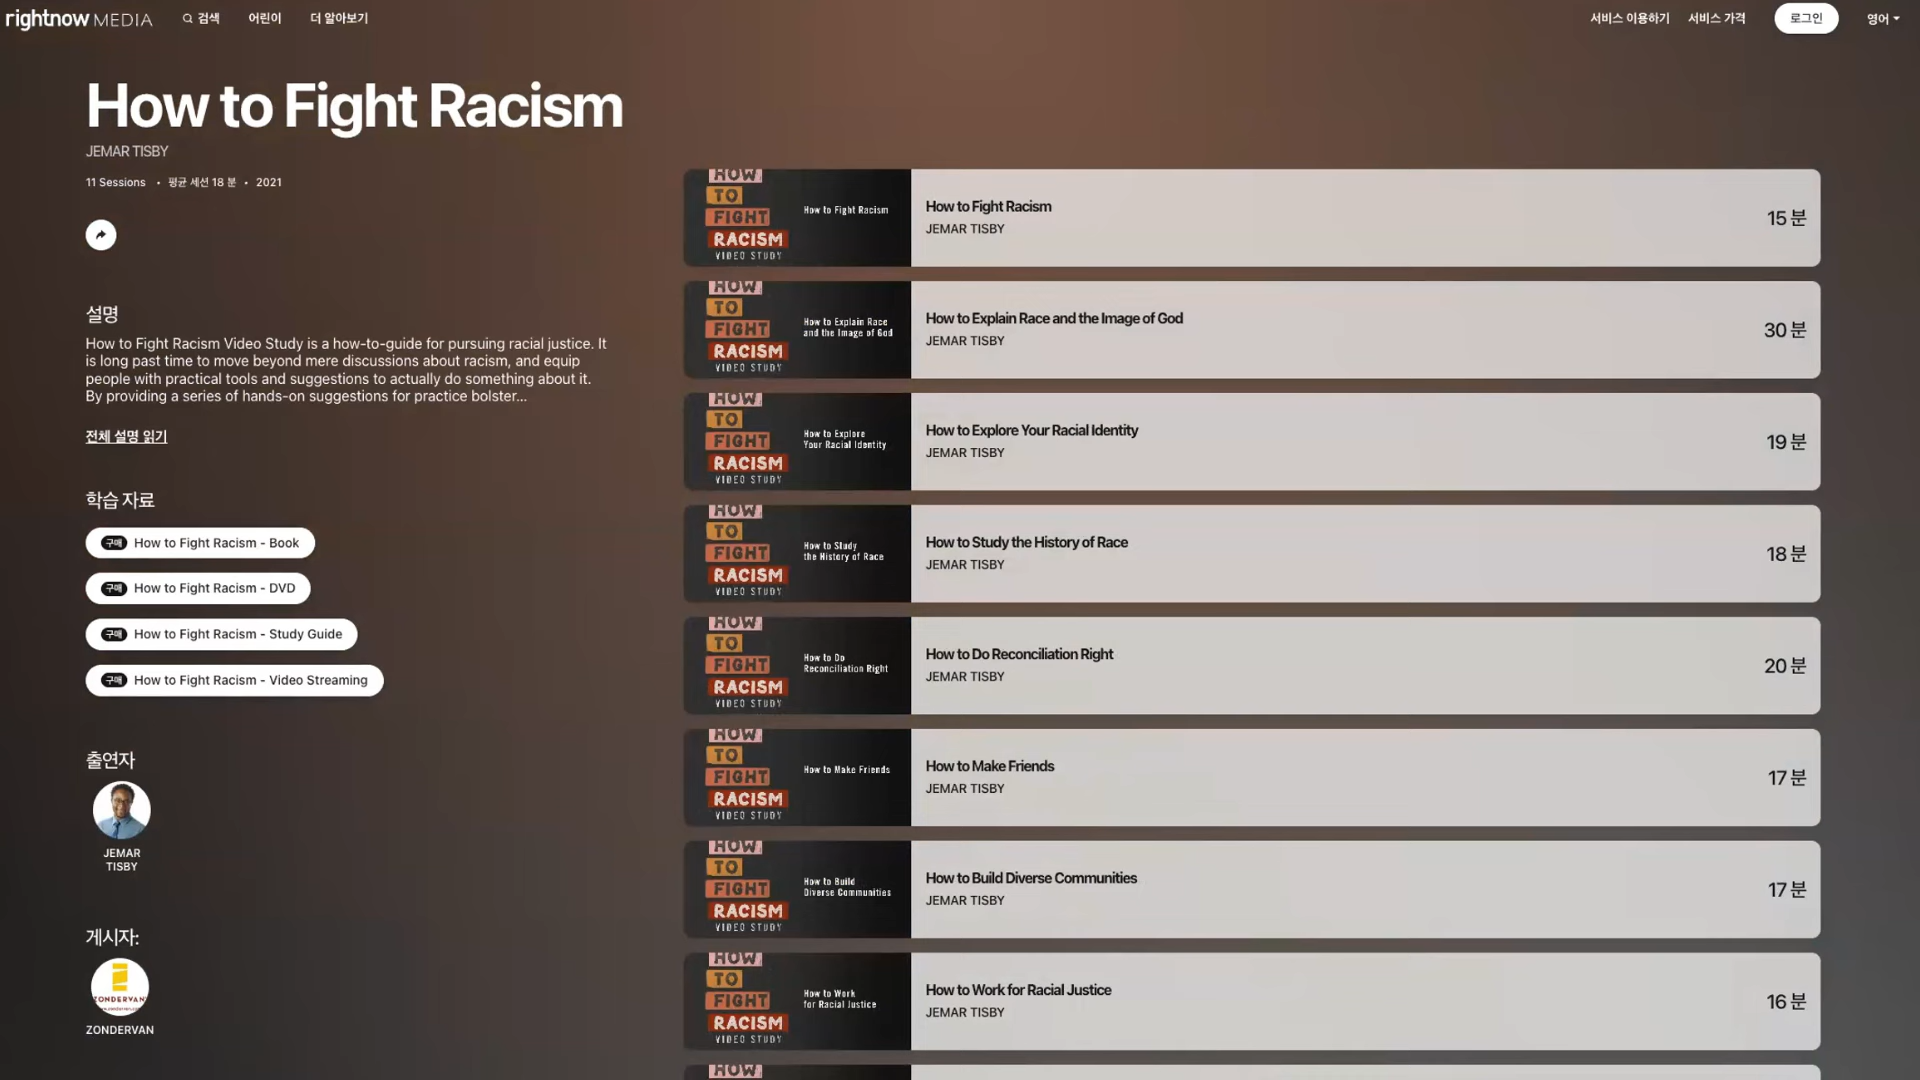 rightnow MEDIA
검색
어린이
더 알아보기
서비스 이용하기
서비스 가격
로그인
영어
How to Fight Racism
JEMAR TISBY
11 Sessions • 평균 세션 18 분 • 2021
설명
How to Fight Racism Video Study is a how-to-guide for pursuing racial justice. It
is long past time to move beyond mere discussions about racism, and equip
people with practical tools and suggestions to actually do something about it.
By providing a series of hands-on suggestions for practice bolster...
전체 설명 읽기
학습 자료
구매 How to Fight Racism - Book
구매 How to Fight Racism - DVD
구매 How to Fight Racism - Study Guide
구매 How to Fight Racism - Video Streaming
출연자
JEMAR
TISBY
게시자:
ZONDERVAN
ZONDERVAN
HOW
TO
FIGHT
RACISM
VIDEO STUDY
How to Fight Racism
How to Fight Racism
JEMAR TISBY
15 분
HOW
TO
FIGHT
RACISM
VIDEO STUDY
How to Explain Race
and the Image of God
How to Explain Race and the Image of God
JEMAR TISBY
30 분
HOW
TO
FIGHT
RACISM
VIDEO STUDY
How to Explore
Your Racial Identity
How to Explore Your Racial Identity
JEMAR TISBY
19 분
HOW
TO
FIGHT
RACISM
VIDEO STUDY
How to Study
the History of Race
How to Study the History of Race
JEMAR TISBY
18 분
HOW
TO
FIGHT
RACISM
VIDEO STUDY
How to Do
Reconciliation Right
How to Do Reconciliation Right
JEMAR TISBY
20 분
HOW
TO
FIGHT
RACISM
VIDEO STUDY
How to Make Friends
How to Make Friends
JEMAR TISBY
17 분
HOW
TO
FIGHT
RACISM
VIDEO STUDY
How to Build
Diverse Communities
How to Build Diverse Communities
JEMAR TISBY
17 분
HOW
TO
FIGHT
RACISM
VIDEO STUDY
How to Work
for Racial Justice
How to Work for Racial Justice
JEMAR TISBY
16 분
HOW